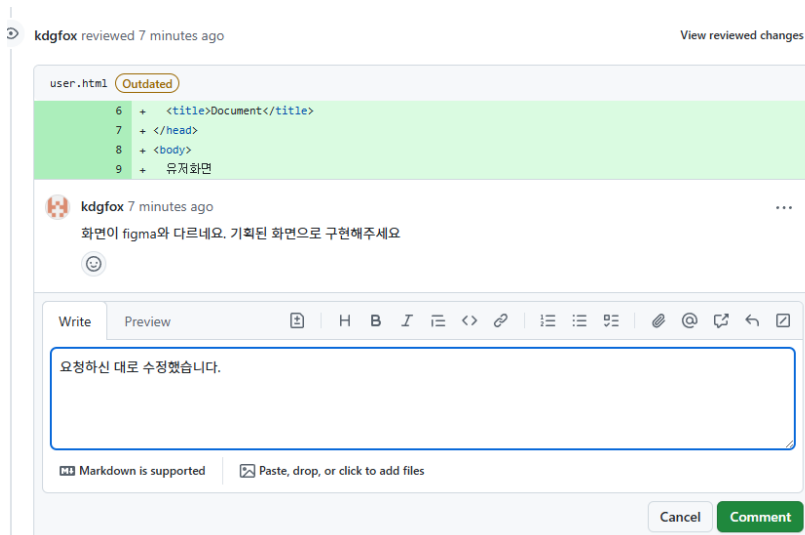 kdgfox reviewed 7 minutes ago View reviewed changes
user.html Outdated
6 + <title>Document</title>
7 + </head>
8 + <body>
9 + 유저화면
kdgfox 7 minutes ago
화면이 figma와 다르네요. 기획된 화면으로 구현해주세요
Write Preview
요청하신 대로 수정했습니다.
Markdown is supported Paste, drop, or click to add files
Cancel Comment